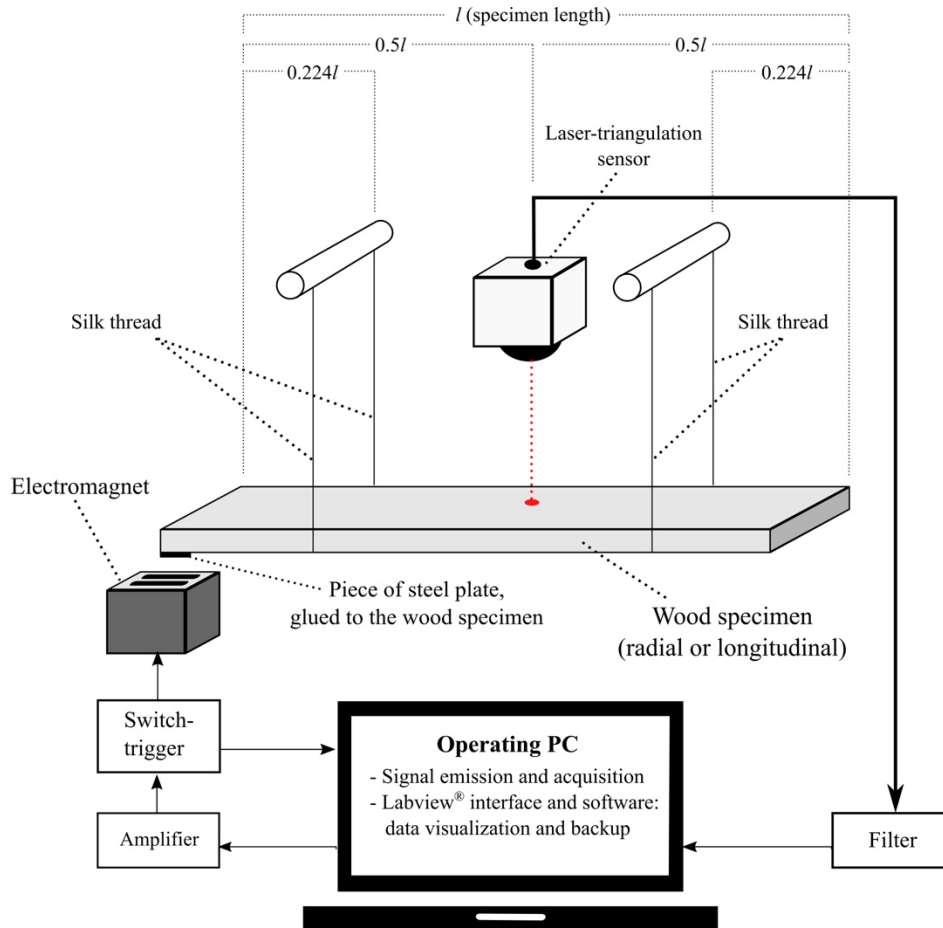 l (specimen length)
0.5l
0.5l
0.224l
0.224l
Laser-triangulation
sensor
Silk thread
Silk thread
Electromagnet
Piece of steel plate,
glued to the wood specimen
Wood specimen
(radial or longitudinal)
Switch-
trigger
Operating PC
- Signal emission and acquisition
- Labview® interface and software:
data visualization and backup
Amplifier
Filter